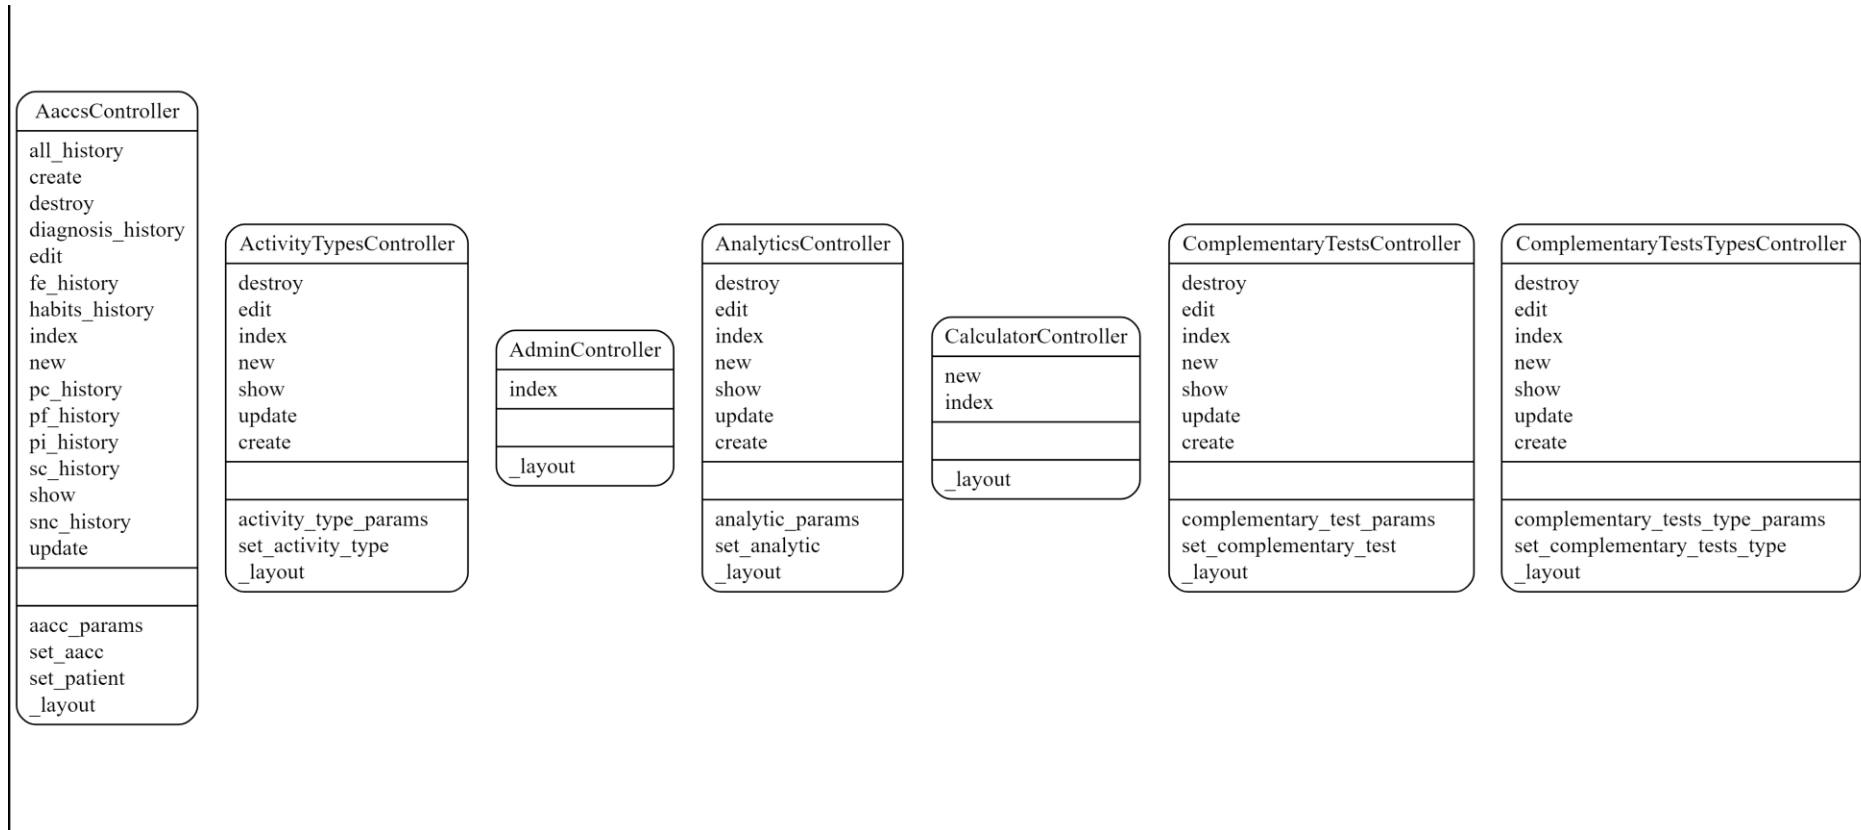 AaccsController
all_history
create
destroy
diagnosis_history
edit
fe_history
habits_history
index
new
pc_history
pf_history
pi_history
sc_history
show
snc_history
update
aacc_params
set_aacc
set_patient
_layout
ActivityTypesController
destroy
edit
index
new
show
update
create
activity_type_params
set_activity_type
_layout
AdminController
index
_layout
AnalyticsController
destroy
edit
index
new
show
update
create
analytic_params
set_analytic
_layout
CalculatorController
new
index
_layout
ComplementaryTestsController
destroy
edit
index
new
show
update
create
complementary_test_params
set_complementary_test
_layout
ComplementaryTestsTypesController
destroy
edit
index
new
show
update
create
complementary_tests_type_params
set_complementary_tests_type
_layout